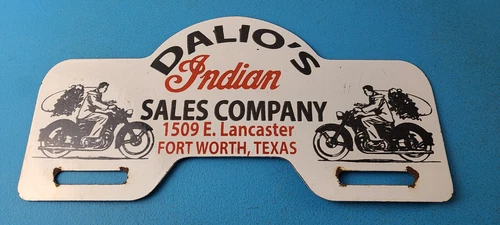 DALIO'S
Indian
SALES COMPANY
1509 E. Lancaster
FORT WORTH, TEXAS